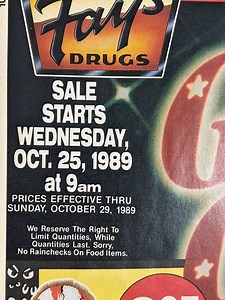 Fay's
DRUGS
SALE
STARTS
WEDNESDAY,
OCT. 25, 1989
at 9am
PRICES EFFECTIVE THRU
SUNDAY, OCTOBER 29, 1989
We Reserve The Right To
Limit Quantities, While
Quantities Last. Sorry,
No Rainchecks On Food Items.